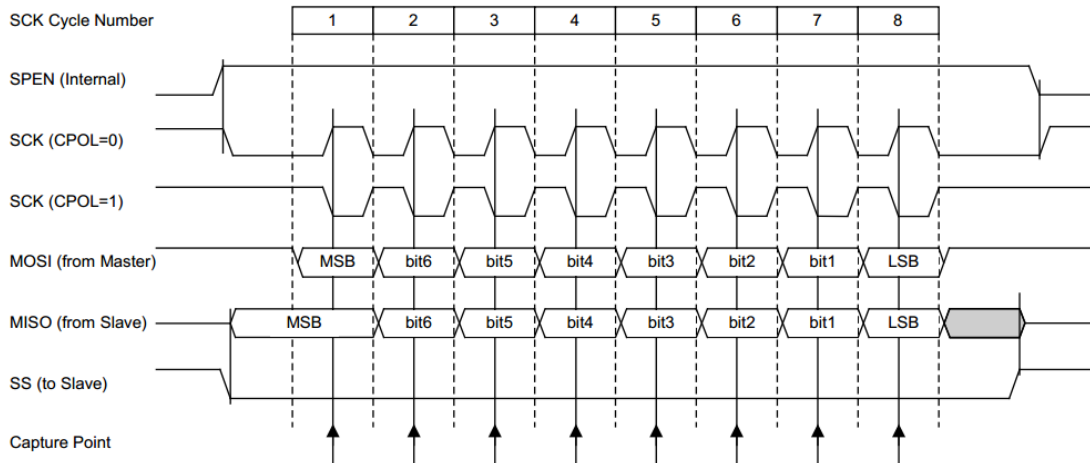 SCK Cycle Number 1 2 3 4 5 6 7 8
SPEN (Internal)
SCK (CPOL=0)
SCK (CPOL=1)
MOSI (from Master) MSB bit6 bit5 bit4 bit3 bit2 bit1 LSB
MISO (from Slave) MSB bit6 bit5 bit4 bit3 bit2 bit1 LSB
SS (to Slave)
Capture Point